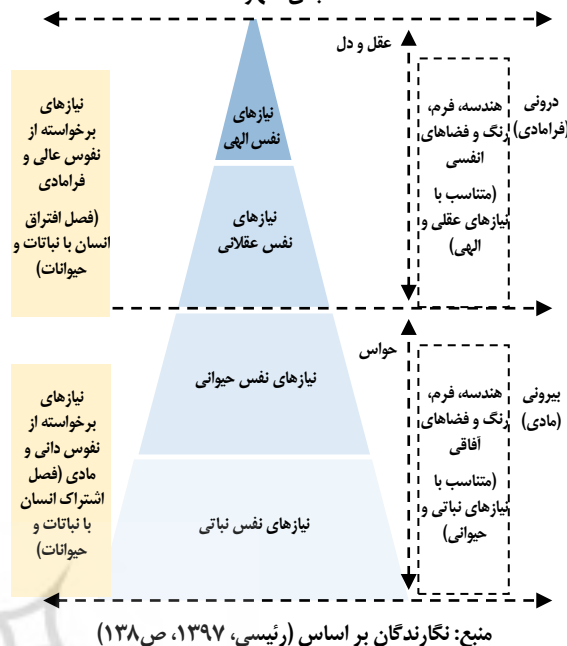 عقل و دل
درونی
(فرامادی)
هندسه، فرم،
رنگ و فضاهای
انفسی
(متناسب با
نیازهای عقلی و
الهی)
نیازهای
نفس الهی
نیازهای
نفس عقلانی
نیازهای
برخواسته از
نفوس عالی و
فرامادی
(فصل افتراق
انسان با نباتات و
حیوانات)
حواس
بیرونی
(مادی)
هندسه، فرم،
رنگ و فضاهای
آفاقی
(متناسب با
نیازهای نباتی و
حیوانی)
نیازهای نفس حیوانی
نیازهای نفس نباتی
نیازهای
برخواسته از
نفوس دانی و
مادی (فصل
اشتراک انسان
با نباتات و
حیوانات)
منبع: نگارندگان بر اساس (رئیسی، ۱۳۹۷، ص۱۳۸)